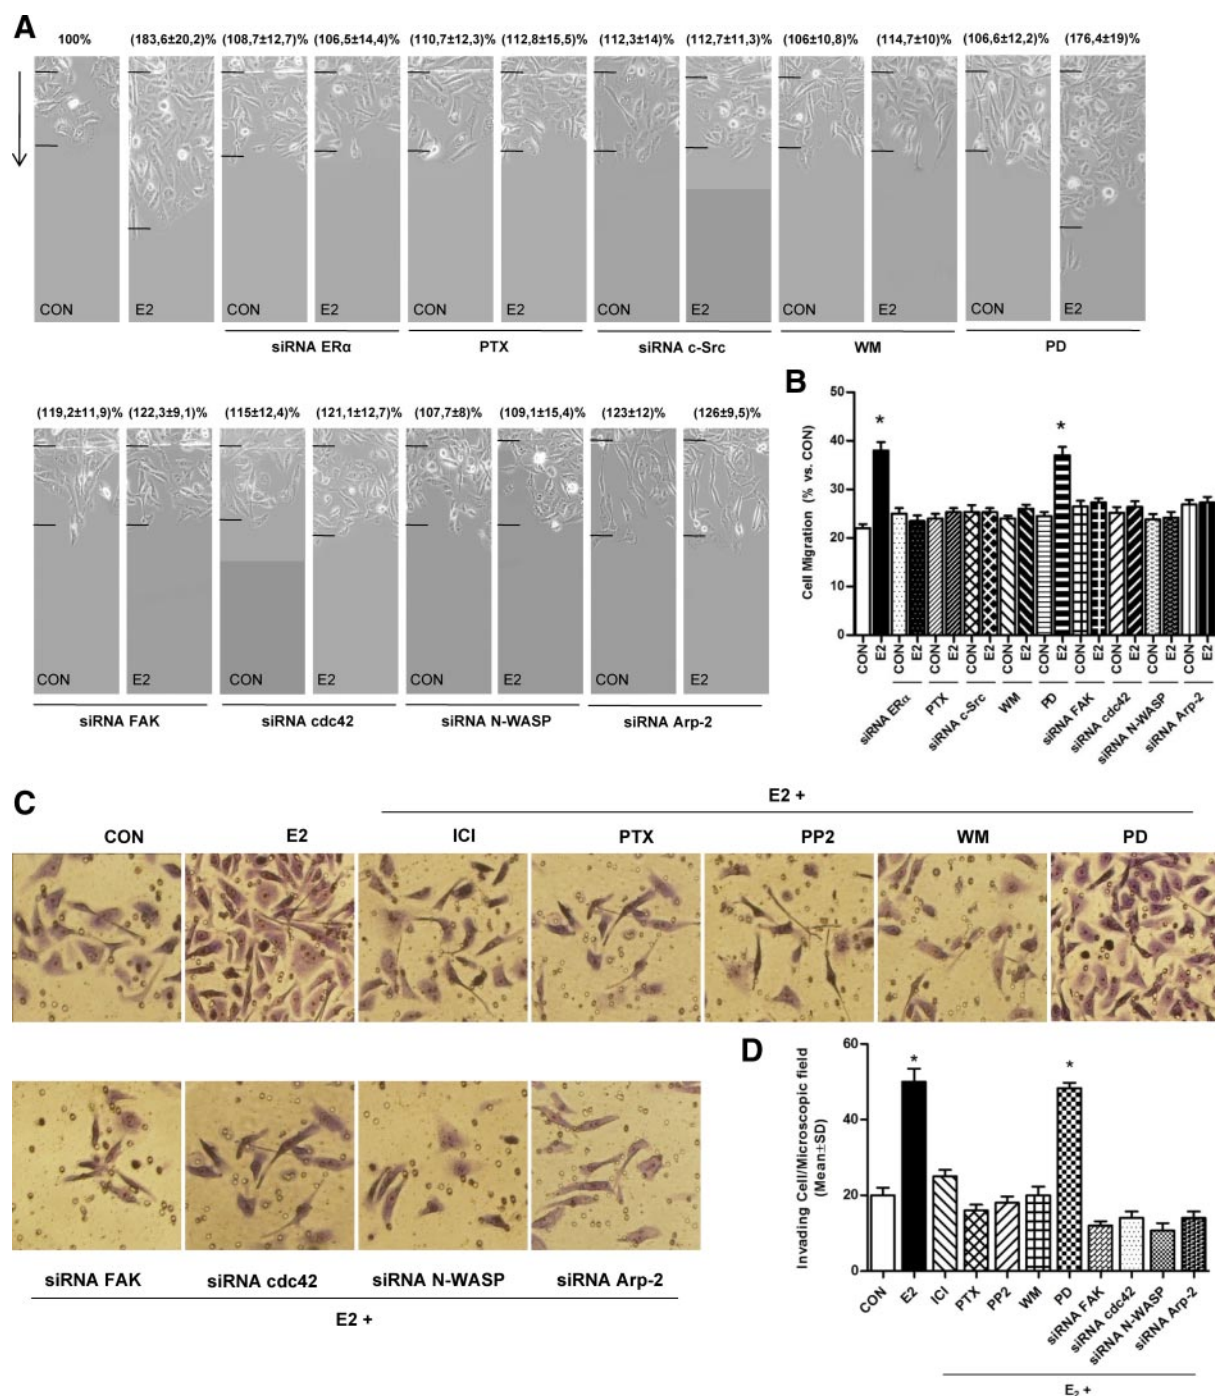 A
100% (183,6±20,2)% (108,7±12,7)% (106,5±14,4)% (110,7±12,3)% (112,8±15,5)% (112,3±14)% (112,7±11,3)% (106±10,8)% (114,7±10)% (106,6±12,2)% (176,4±19)%
CON E2 CON E2 CON E2 CON E2 CON E2 CON E2
siRNA ERα PTX siRNA c-Src WM PD
(119,2±11,9)% (122,3±9,1)% (115±12,4)% (121,1±12,7)% (107,7±8)% (109,1±15,4)% (123±12)% (126±9,5)%
CON E2 CON E2 CON E2 CON E2
siRNA FAK siRNA cdc42 siRNA N-WASP siRNA Arp-2
B
Cell Migration (% vs. CON)
50
40
30
20
10
0
* *
CON E2 CON E2 CON E2 CON E2 CON E2 CON E2 CON E2 CON E2 CON E2 CON E2
siRNA ERα PTX siRNA c-Src WM PD siRNA FAK siRNA cdc42 siRNA N-WASP siRNA Arp-2
C
E2 +
CON E2 ICI PTX PP2 WM PD
siRNA FAK siRNA cdc42 siRNA N-WASP siRNA Arp-2
E2 +
D
Invading Cell/Microscopic field
(Mean±SD)
60
40
20
0
* *
CON E2 ICI PTX PP2 WM PD siRNA FAK siRNA cdc42 siRNA N-WASP siRNA Arp-2
E₂ +